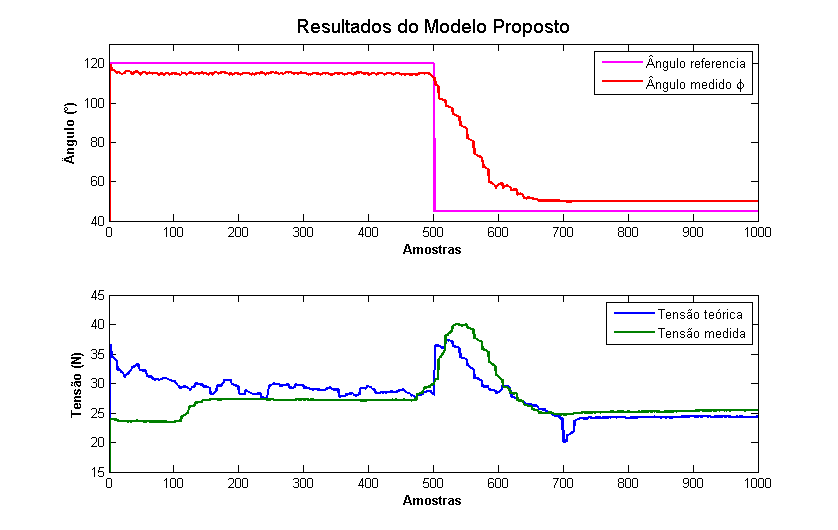 Resultados do Modelo Proposto
120
100
80
60
40
Ângulo (°)
Ângulo referencia
Ângulo medido ϕ
0 100 200 300 400 500 600 700 800 900 1000
Amostras
45
40
35
30
25
20
15
Tensão (N)
Tensão teórica
Tensão medida
0 100 200 300 400 500 600 700 800 900 1000
Amostras